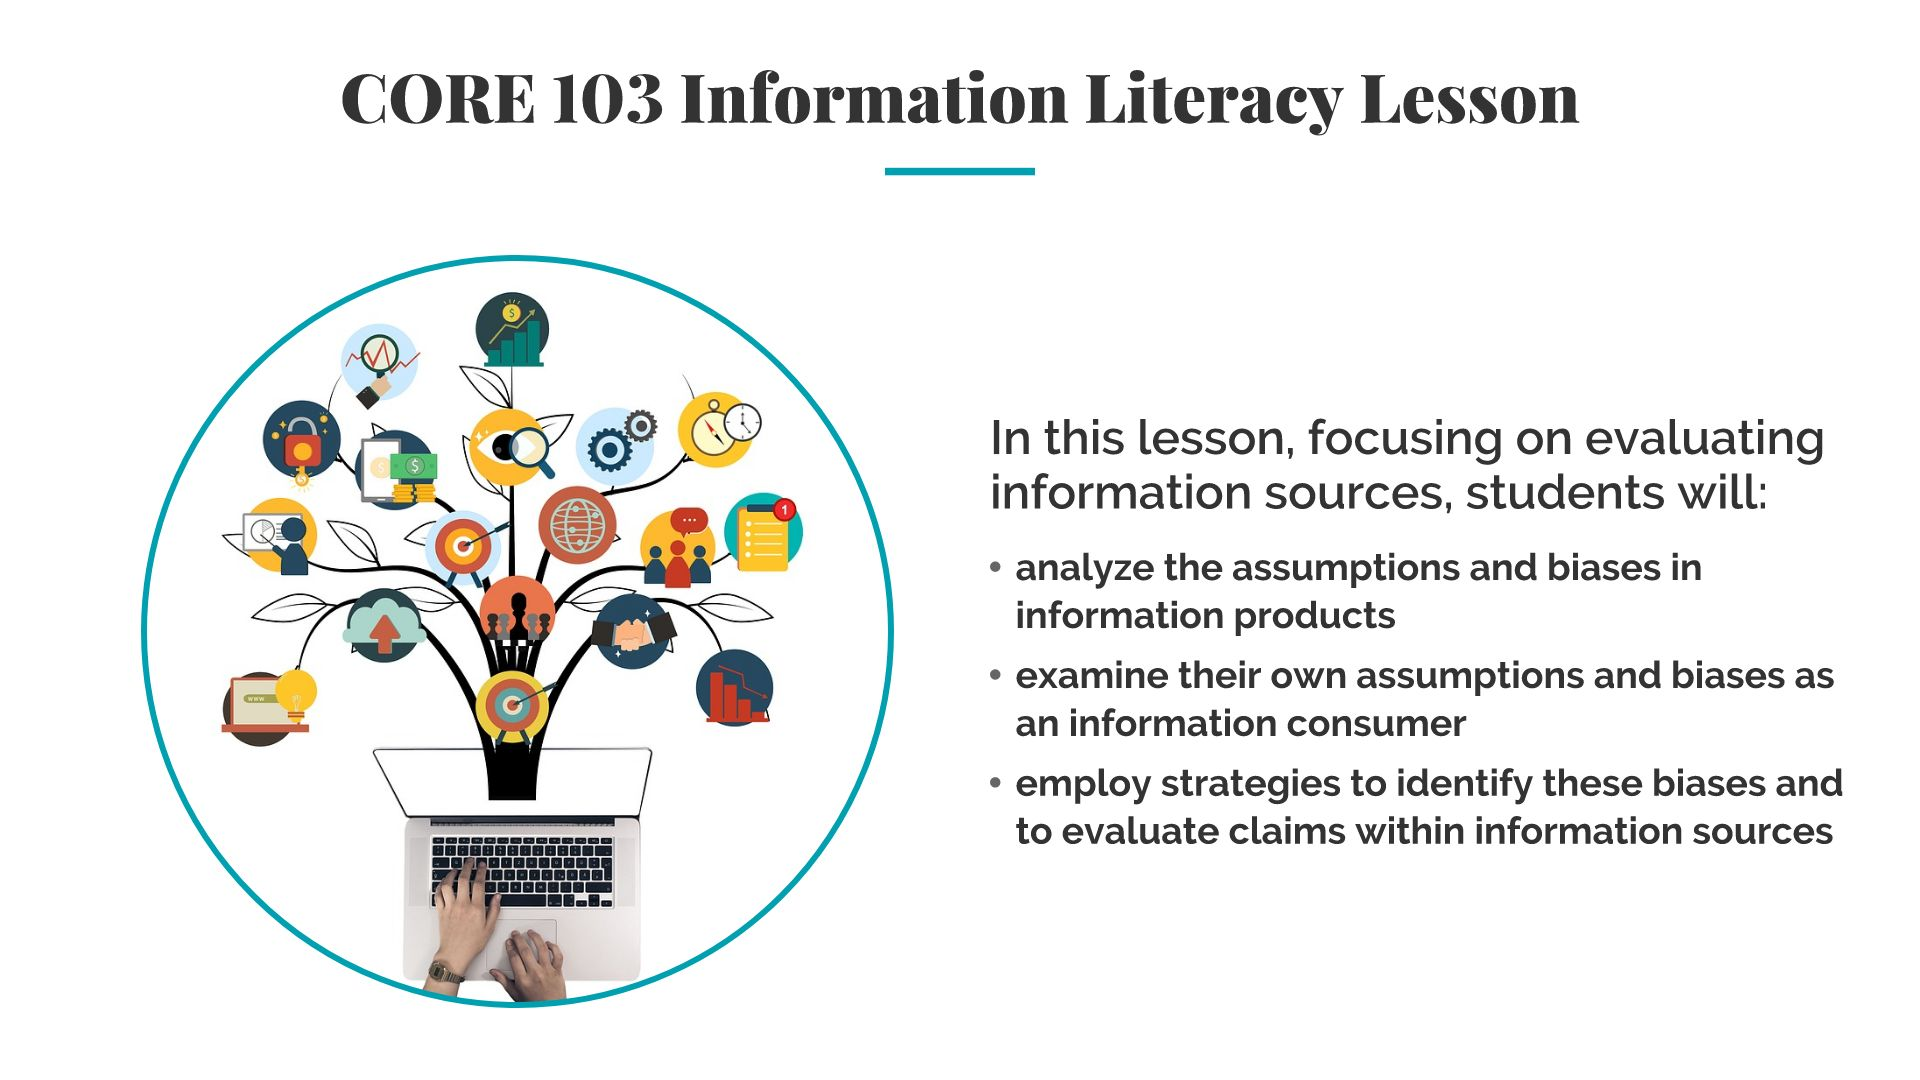 CORE 103 Information Literacy Lesson
$
$
$
1
www
In this lesson, focusing on evaluating
information sources, students will:
• analyze the assumptions and biases in
information products
• examine their own assumptions and biases as
an information consumer
• employ strategies to identify these biases and
to evaluate claims within information sources